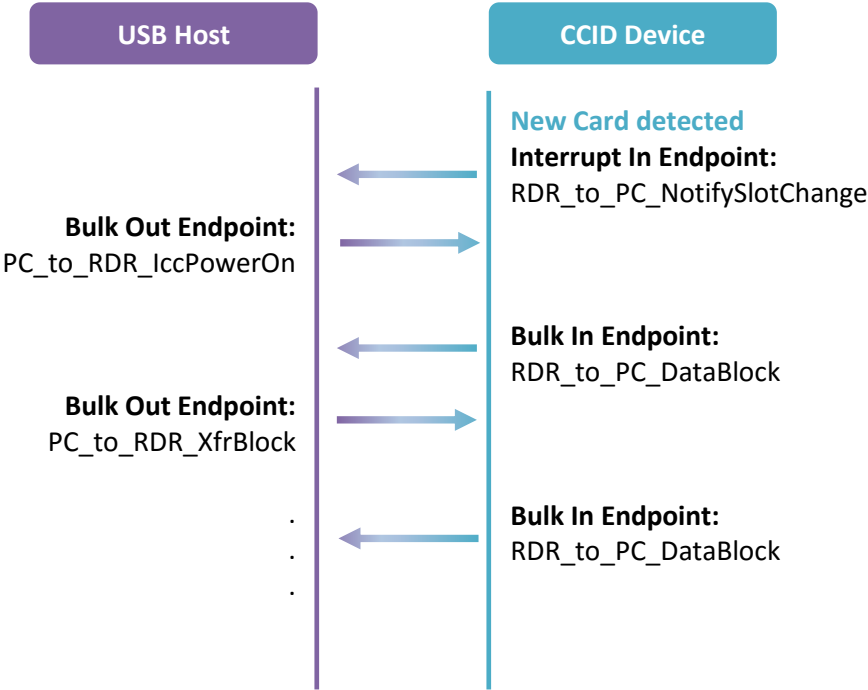 USB Host
CCID Device
New Card detected
Interrupt In Endpoint:
RDR_to_PC_NotifySlotChange
Bulk Out Endpoint:
PC_to_RDR_IccPowerOn
Bulk In Endpoint:
RDR_to_PC_DataBlock
Bulk Out Endpoint:
PC_to_RDR_XfrBlock
.
.
.
Bulk In Endpoint:
RDR_to_PC_DataBlock